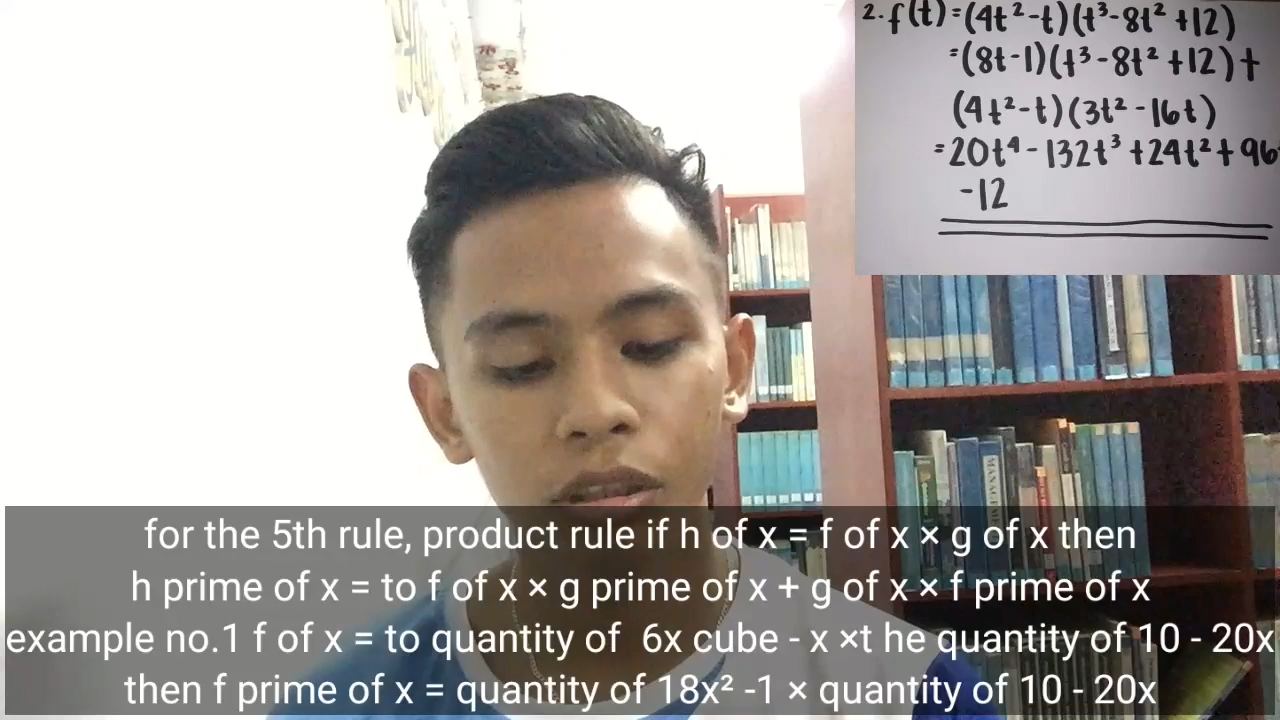 2. f(t) = (4t² - t)(t³ - 8t² + 12)
= (8t - 1)(t³ - 8t² + 12) +
(4t² - t)(3t² - 16t)
= 20t⁴ - 132t³ + 24t² + 96
- 12
for the 5th rule, product rule if h of x = f of x × g of x then
h prime of x = to f of x × g prime of x + g of x × f prime of x
example no.1 f of x = to quantity of 6x cube - x ×t he quantity of 10 - 20x
then f prime of x = quantity of 18x² -1 × quantity of 10 - 20x